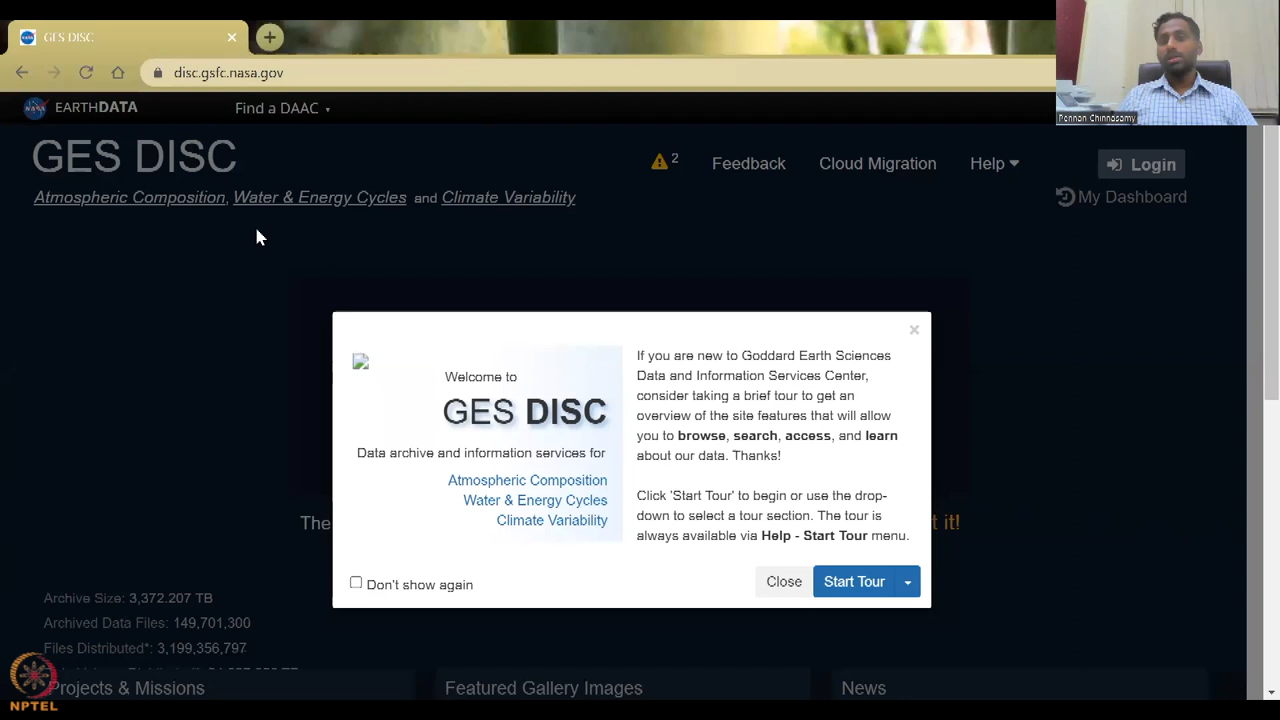 GES DISC
disc.gsfc.nasa.gov
Pennan Chinnasamy
EARTHDATA
Find a DAAC
GES DISC
2
Feedback
Cloud Migration
Help
Login
Atmospheric Composition, Water & Energy Cycles and Climate Variability
My Dashboard
Welcome to
GES DISC
Data archive and information services for
Atmospheric Composition
Water & Energy Cycles
Climate Variability
If you are new to Goddard Earth Sciences
Data and Information Services Center,
consider taking a brief tour to get an
overview of the site features that will allow
you to browse, search, access, and learn
about our data. Thanks!
Click 'Start Tour' to begin or use the drop-
down to select a tour section. The tour is
always available via Help - Start Tour menu.
The
it!
Don't show again
Close
Start Tour
Archive Size: 3,372.207 TB
Archived Data Files: 149,701,300
Files Distributed*: 3,199,356,797
Projects & Missions
Featured Gallery Images
News
NPTEL